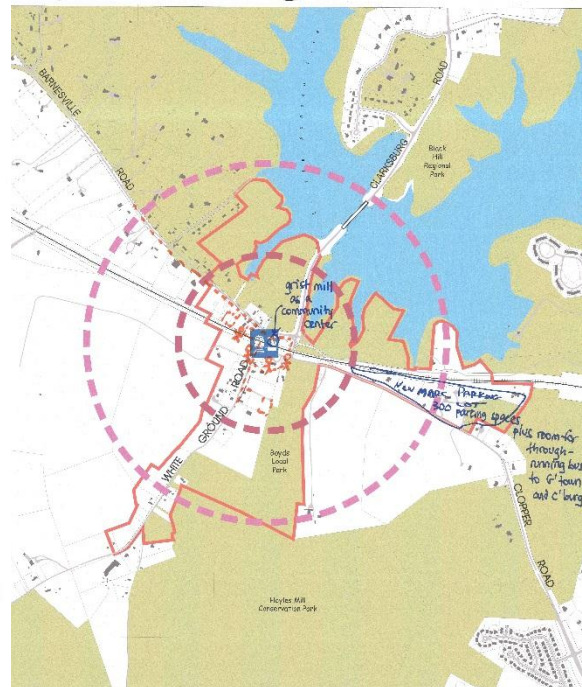 BARNESVILLE
ROAD
CLARKSBURG
ROAD
Black
Hill
Regional
Park
grist mill
as a
community
center
WHITE GROUND ROAD
Boyds
Local
Park
New MARC Parking
LOT
300 parking spaces
plus room for
through-
running bus
to G'town
and C'burg
CLOPPER
ROAD
Hoyles Mill
Conservation Park